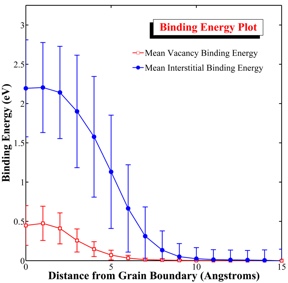 Binding Energy Plot
Mean Vacancy Binding Energy
Mean Interstitial Binding Energy
Binding Energy (eV)
3
2.5
2
1.5
1
0.5
0
0 5 10 15
Distance from Grain Boundary (Angstroms)